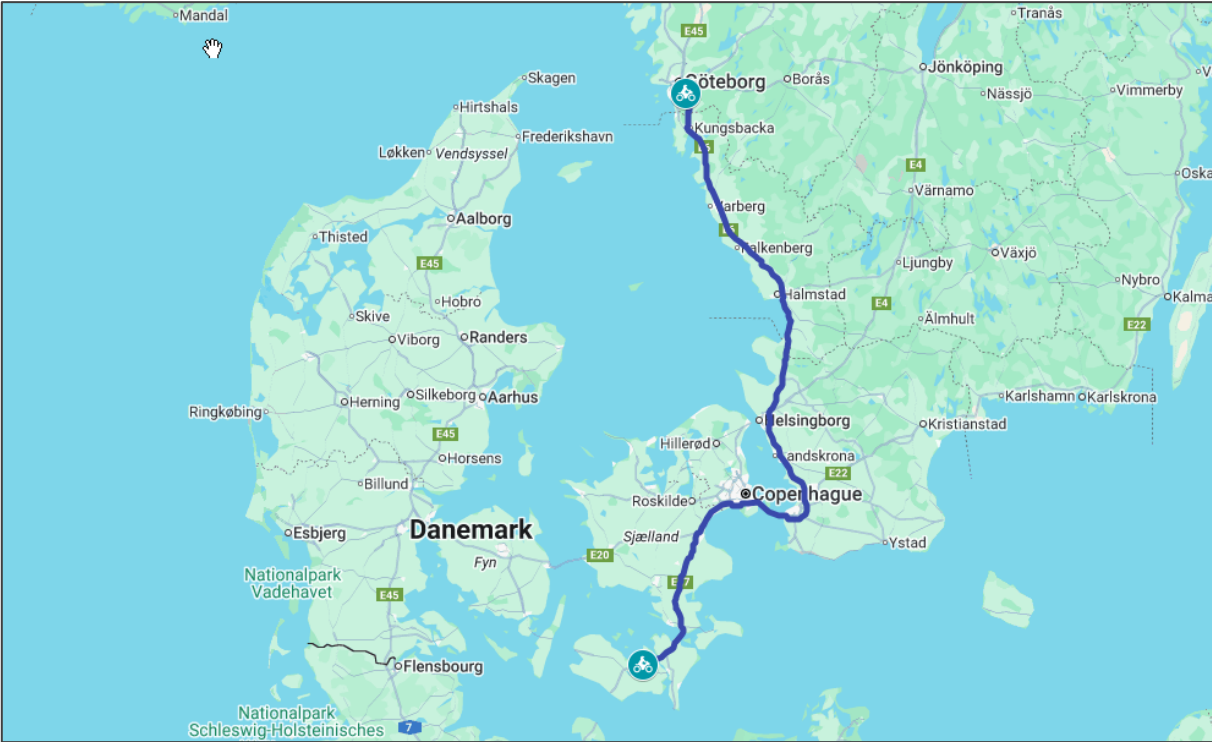 Mandal
Tranås
E45
Göteborg
Borås
Jönköping
Skagen
Nässjö
Vimmerby
Hirtshals
Kungsbacka
Frederikshavn
Løkken
Vendsyssel
E4
Oska
Värnamo
Varberg
Aalborg
Thisted
Falkenberg
Växjö
Ljungby
E45
Nybro
Hobro
Halmstad
Kalma
E4
Skive
Älmhult
E22
Viborg
Randers
Silkeborg
Aarhus
Herning
Karlshamn
Karlskrona
Ringkøbing
Helsingborg
Kristianstad
E45
Hillerød
Horsens
Landskrona
E22
Billund
Copenhague
Roskilde
Danemark
Esbjerg
Sjælland
Ystad
E20
Fyn
Nationalpark
Vadehavet
E45
Flensbourg
Nationalpark
Schleswig-Holsteinisches
7